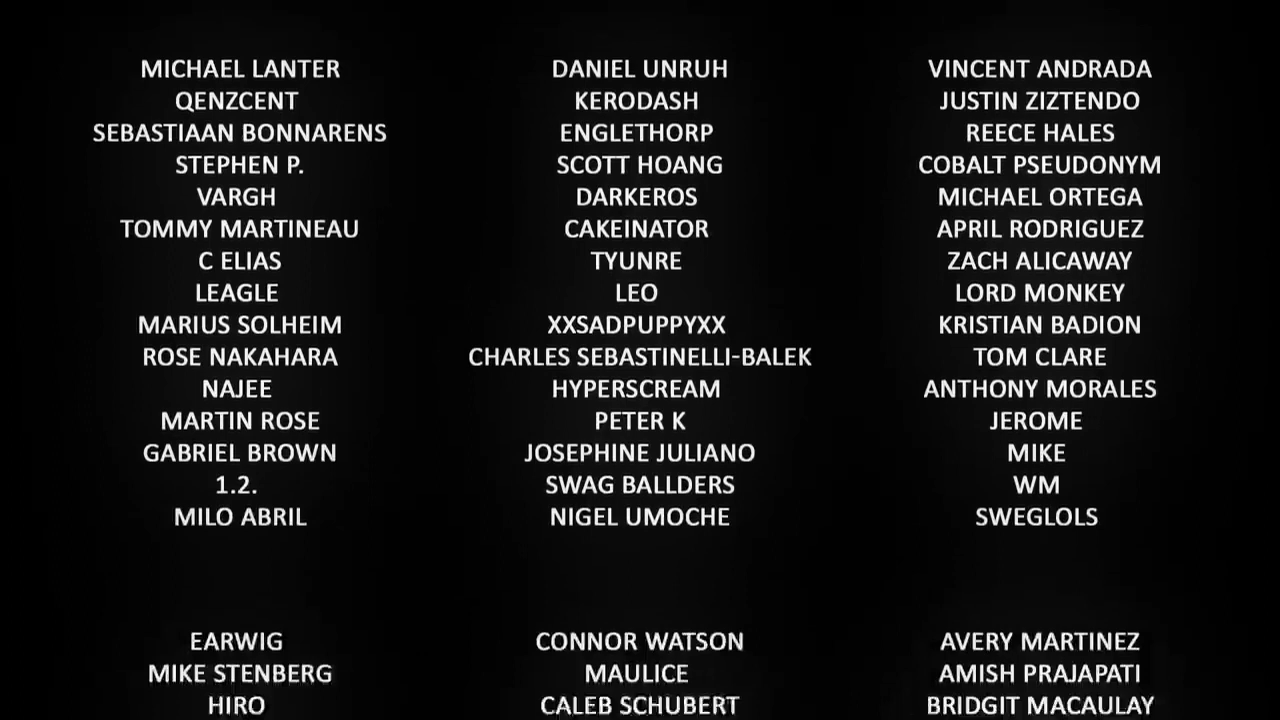 MICHAEL LANTER
QENZCENT
SEBASTIAAN BONNARENS
STEPHEN P.
VARGH
TOMMY MARTINEAU
C ELIAS
LEAGLE
MARIUS SOLHEIM
ROSE NAKAHARA
NAJEE
MARTIN ROSE
GABRIEL BROWN
1.2.
MILO ABRIL
DANIEL UNRUH
KERODASH
ENGLETHORP
SCOTT HOANG
DARKEROS
CAKEINATOR
TYUNRE
LEO
XXSADPUPPYXX
CHARLES SEBASTINELLI-BALEK
HYPERSCREAM
PETER K
JOSEPHINE JULIANO
SWAG BALLDERS
NIGEL UMOCHE
VINCENT ANDRADA
JUSTIN ZIZTENDO
REECE HALES
COBALT PSEUDONYM
MICHAEL ORTEGA
APRIL RODRIGUEZ
ZACH ALICAWAY
LORD MONKEY
KRISTIAN BADION
TOM CLARE
ANTHONY MORALES
JEROME
MIKE
WM
SWEGLOLS
EARWIG
MIKE STENBERG
HIRO
CONNOR WATSON
MAULICE
CALEB SCHUBERT
AVERY MARTINEZ
AMISH PRAJAPATI
BRIDGIT MACAULAY